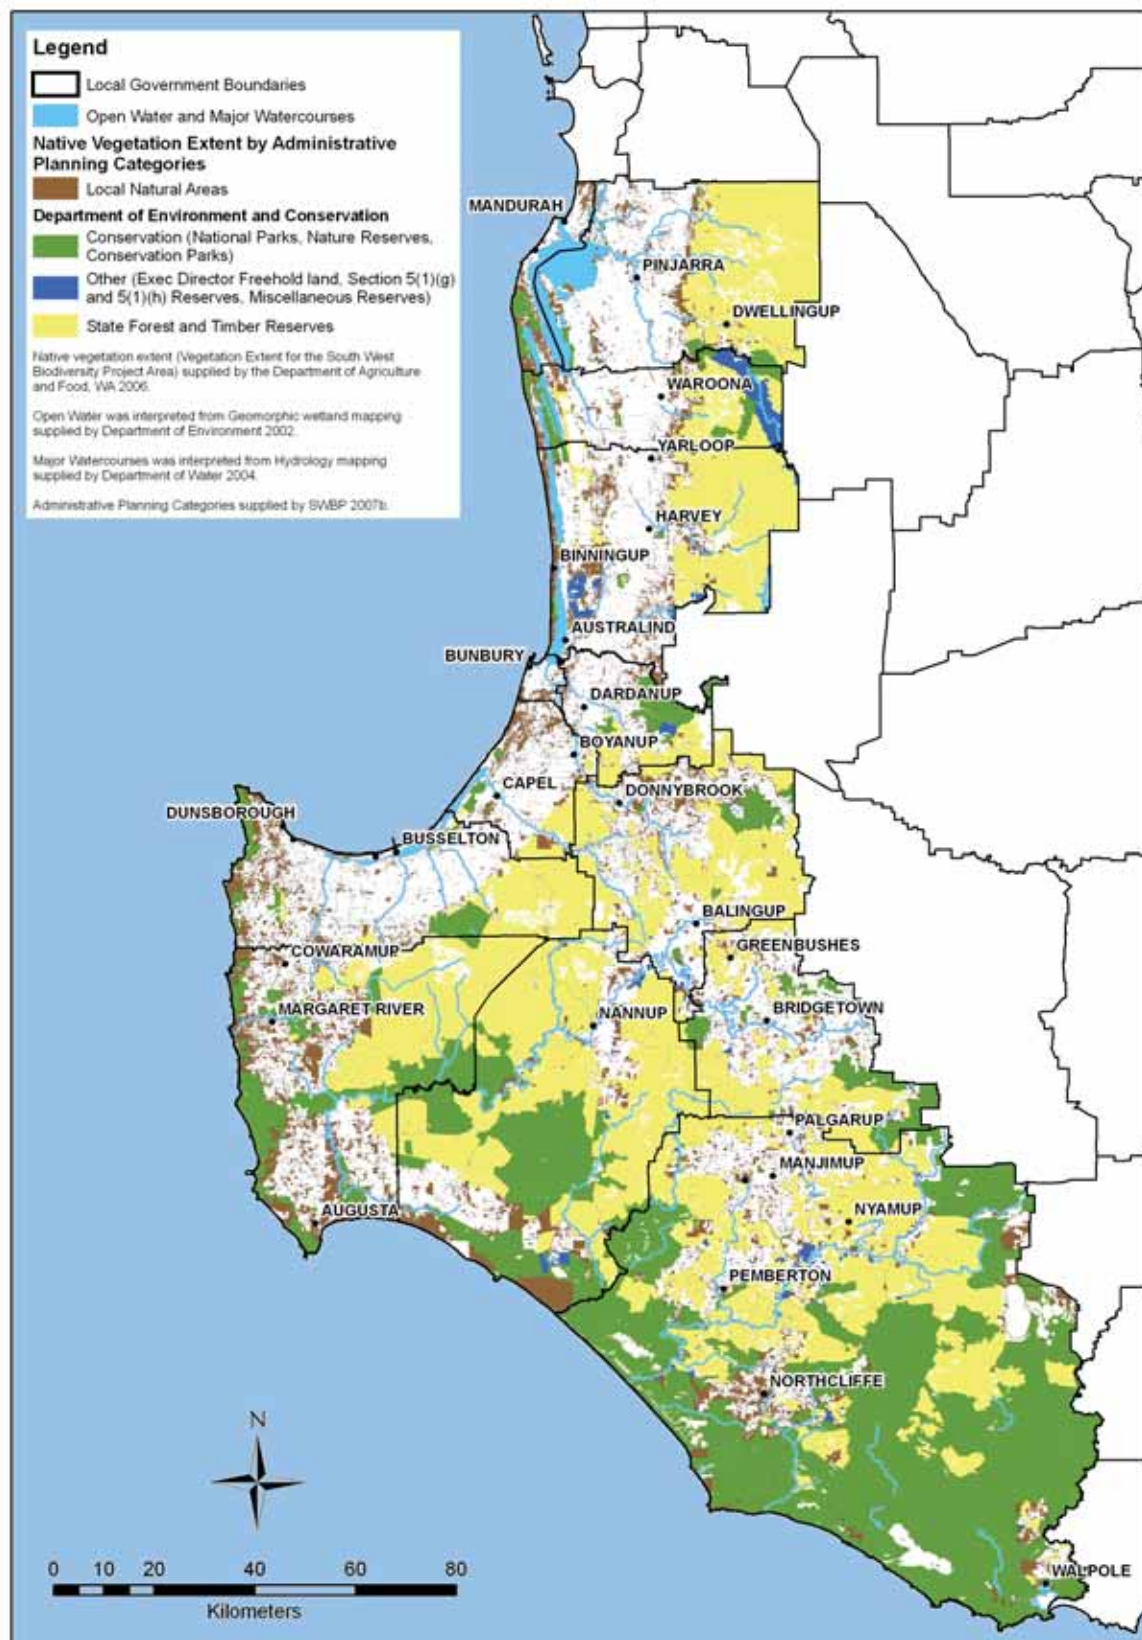 Legend
Local Government Boundaries
Open Water and Major Watercourses
Native Vegetation Extent by Administrative
Planning Categories
Local Natural Areas
Department of Environment and Conservation
Conservation (National Parks, Nature Reserves,
Conservation Parks)
Other (Exec Director Freehold land, Section 5(1)(g)
and 5(1)(h) Reserves, Miscellaneous Reserves)
State Forest and Timber Reserves
Native vegetation extent (Vegetation Extent for the South West
Biodiversity Project Area) supplied by the Department of Agriculture
and Food, WA 2006.
Open Water was interpreted from Geomorphic wetland mapping
supplied by Department of Environment 2002.
Major Watercourses was interpreted from Hydrology mapping
supplied by Department of Water 2004.
Administrative Planning Categories supplied by SWBP 2007b.
MANDURAH
PINJARRA
DWELLINGUP
WAROONA
YARLOOP
HARVEY
BINNINGUP
AUSTRALIND
BUNBURY
DARDANUP
BOYANUP
CAPEL
DONNYBROOK
DUNSBOROUGH
BUSSELTON
BALINGUP
GREENBUSHES
COWARAMUP
MARGARET RIVER
NANNUP
BRIDGETOWN
PALGARUP
MANJIMUP
AUGUSTA
NYAMUP
PEMBERTON
NORTHCLIFFE
WALPOLE
N
0 10 20 40 60 80
Kilometers